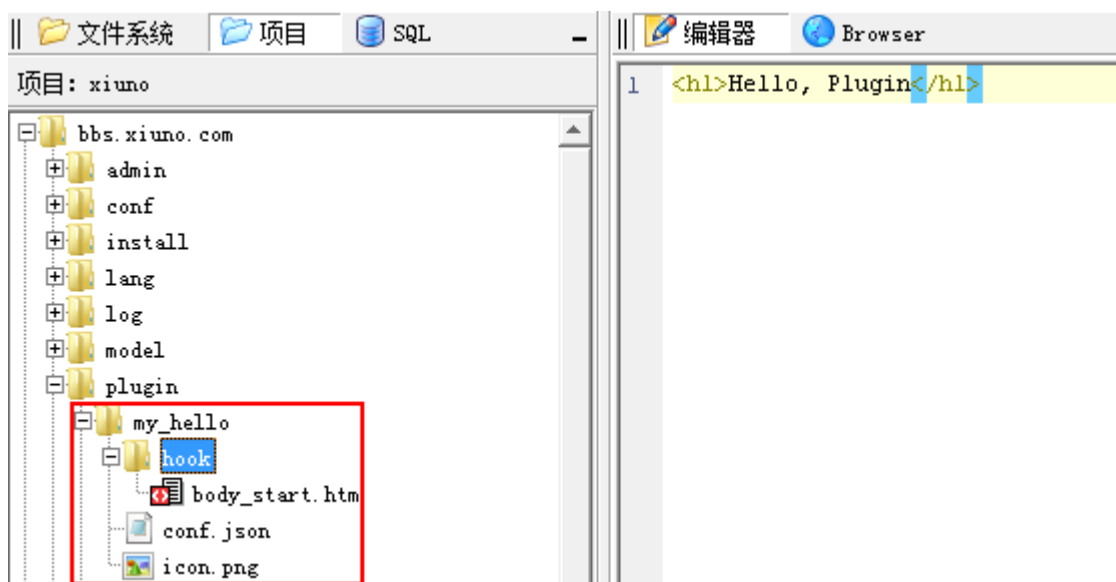 文件系统 项目 SQL
编辑器 Browser
项目: xiuno
1 <h1>Hello, Plugin</h1>
bbs.xiuno.com
admin
conf
install
lang
log
model
plugin
my_hello
hook
body_start.htm
conf.json
icon.png